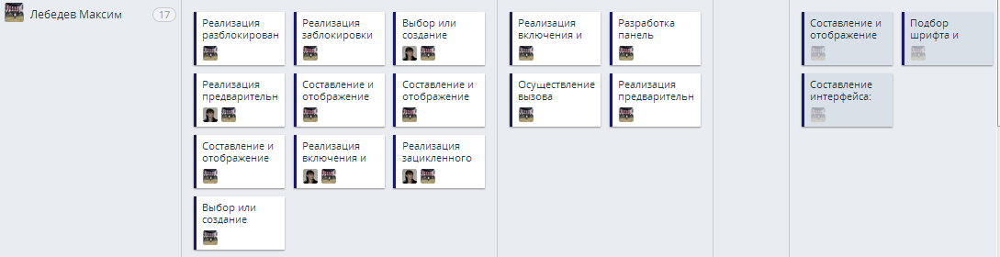 Лебедев Максим
17
Реализация
разблокирован
Реализация
заблокировки
Выбор или
создание
Реализация
предварительн
Составление и
отображение
Составление и
отображение
Составление и
отображение
Реализация
включения и
Реализация
зацикленного
Выбор или
создание
Реализация
включения и
Разработка
панель
Осуществление
вызова
Реализация
предварительн
Составление и
отображение
Подбор
шрифта и
Составление
интерфейса: